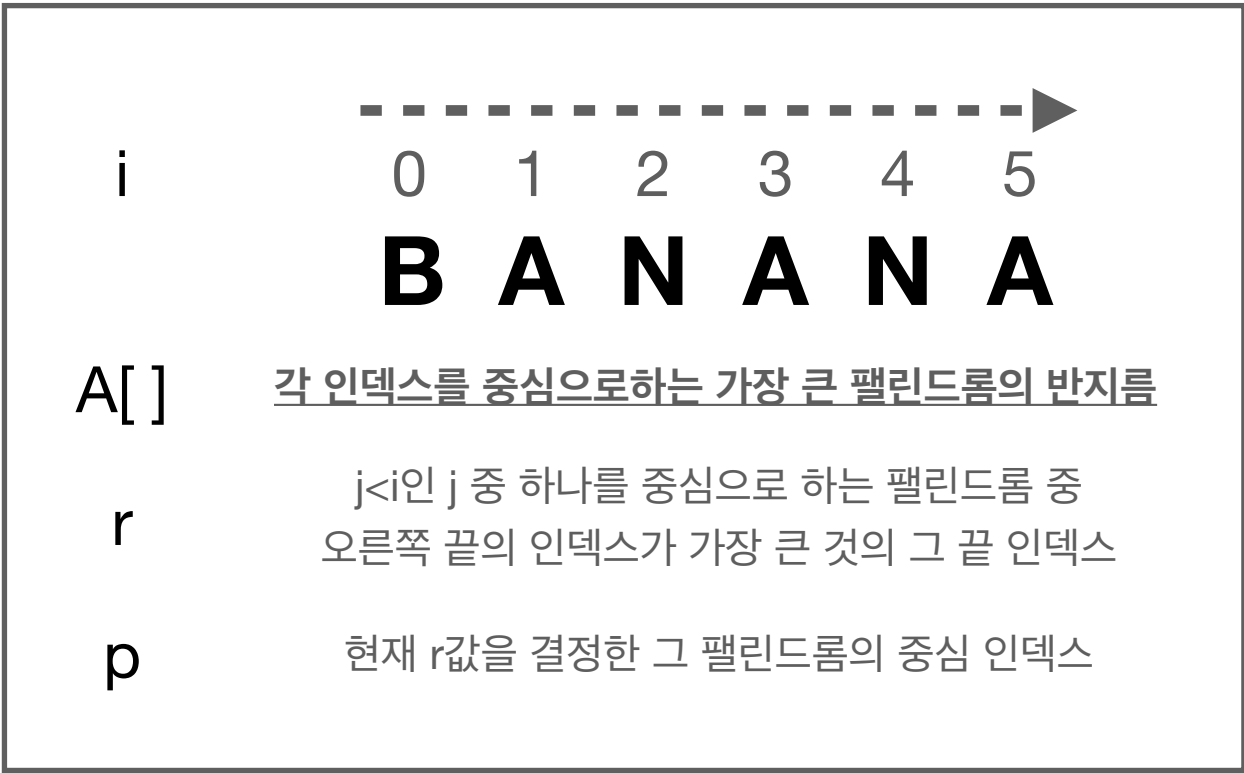 i 0 1 2 3 4 5
B A N A N A
A[ ] 각 인덱스를 중심으로하는 가장 큰 팰린드롬의 반지름
j<i인 j 중 하나를 중심으로 하는 팰린드롬 중
r
오른쪽 끝의 인덱스가 가장 큰 것의 그 끝 인덱스
p 현재 r값을 결정한 그 팰린드롬의 중심 인덱스